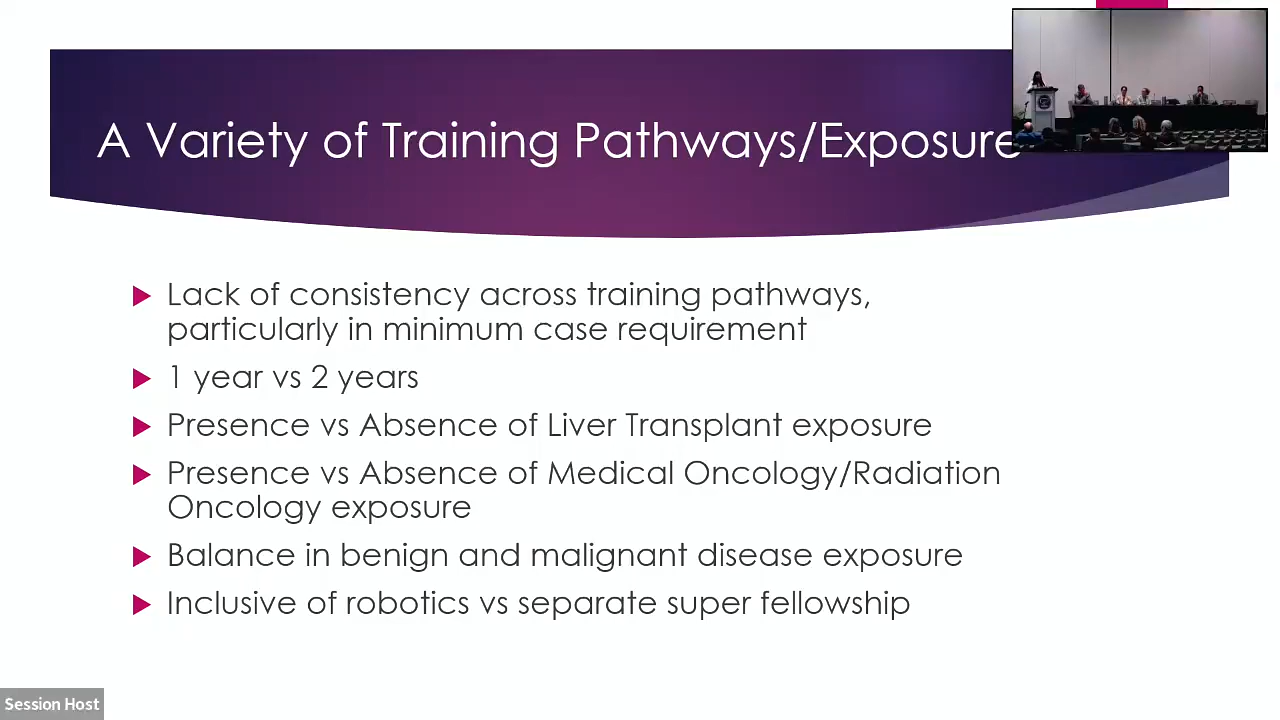 A Variety of Training Pathways/Exposure
Lack of consistency across training pathways,
particularly in minimum case requirement
1 year vs 2 years
Presence vs Absence of Liver Transplant exposure
Presence vs Absence of Medical Oncology/Radiation
Oncology exposure
Balance in benign and malignant disease exposure
Inclusive of robotics vs separate super fellowship
Session Host